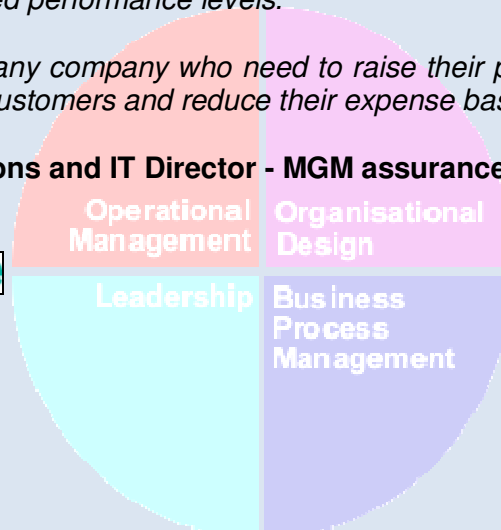 ed performance levels.
any company who need to raise their p
ustomers and reduce their expense bas
ons and IT Director - MGM assurance
Operational Organisational
Management Design
Leadership Business
Process
Management